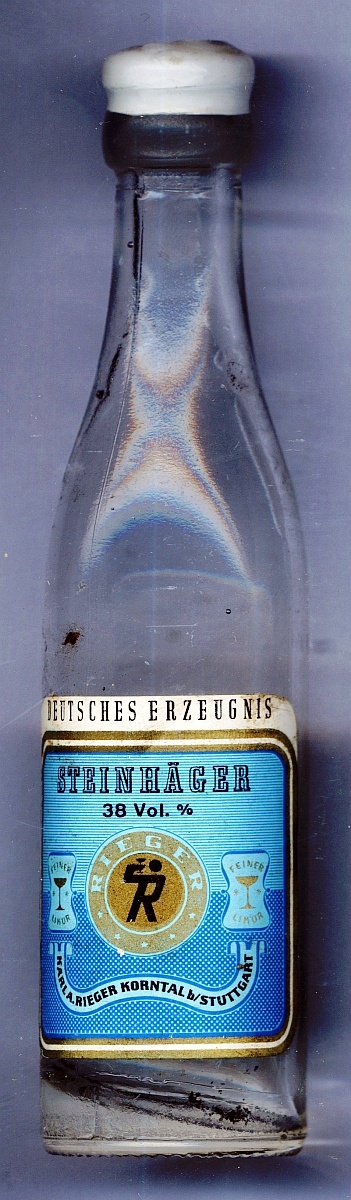 DEUTSCHES ERZEUGNIS
STEINHÄGER
38 Vol. %
RIEGER
R
FEINER
LIKÖR
FEINER
LIKÖR
KARL A. RIEGER KORNTAL b/STUTTGART